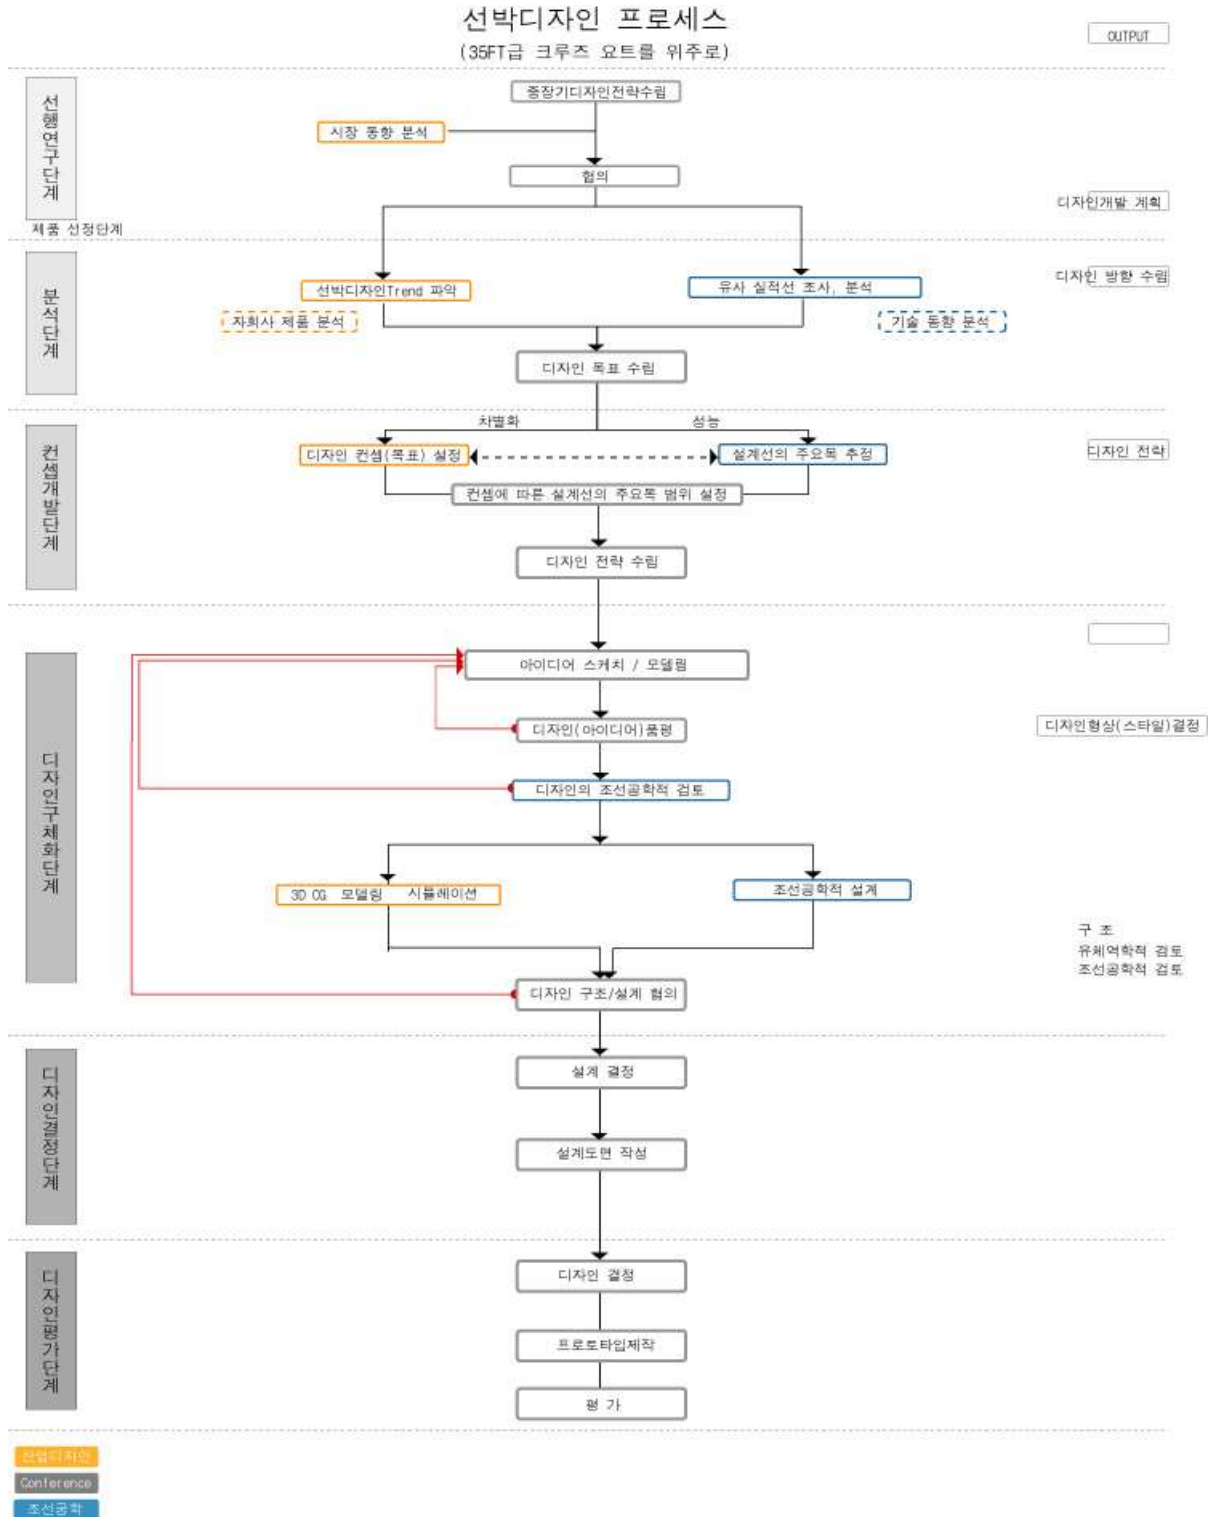 선박디자인 프로세스
(35FT급 크루즈 요트를 위주로)
OUTPUT
선행연구단계
중장기디자인전략수립
시장 동향 분석
협의
디자인개발 계획
제품 선정단계
분석단계
디자인 방향 수립
선박디자인Trend 파악
유사 실적선 조사, 분석
자회사 제품 분석
기술 동향 분석
디자인 목표 수립
컨셉개발단계
차별화
성능
디자인 컨셉(목표) 설정
설계선의 주요목 추정
디자인 전략
컨셉에 따른 설계선의 주요목 범위 설정
디자인 전략 수립
디자인구체화단계
아이디어 스케치 / 모델링
디자인(아이디어)품평
디자인형상(스타일)결정
디자인의 조선공학적 검토
3D CG 모델링 시뮬레이션
조선공학적 설계
구 조
유체역학적 검토
조선공학적 검토
디자인 구조/설계 협의
디자인결정단계
설계 결정
설계도면 작성
디자인평가단계
디자인 결정
프로토타입제작
평 가
산업디자인
Conference
조선공학